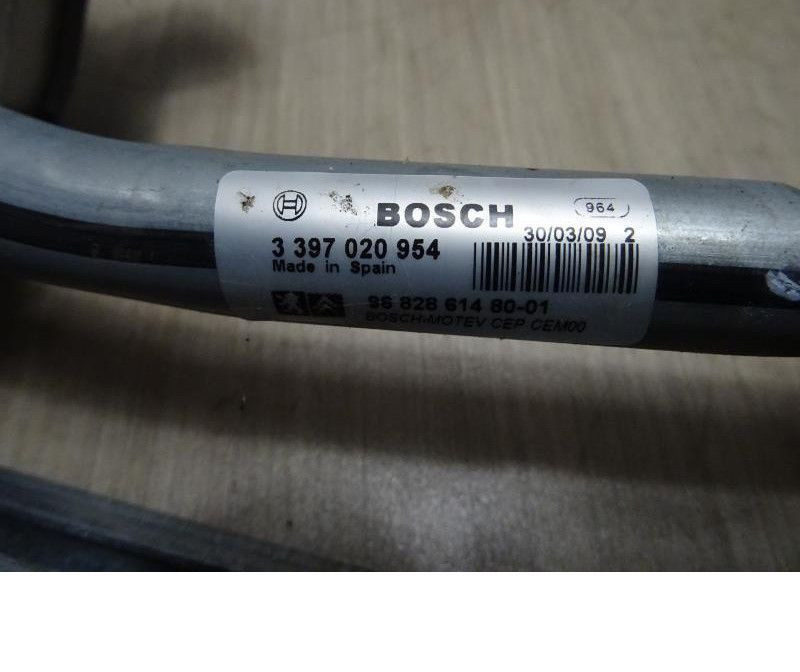 BOSCH
964
3 397 020 954
30/03/09 2
Made in Spain
96 828 614 80-01
BOSCH-MOTEV CEP CEM00